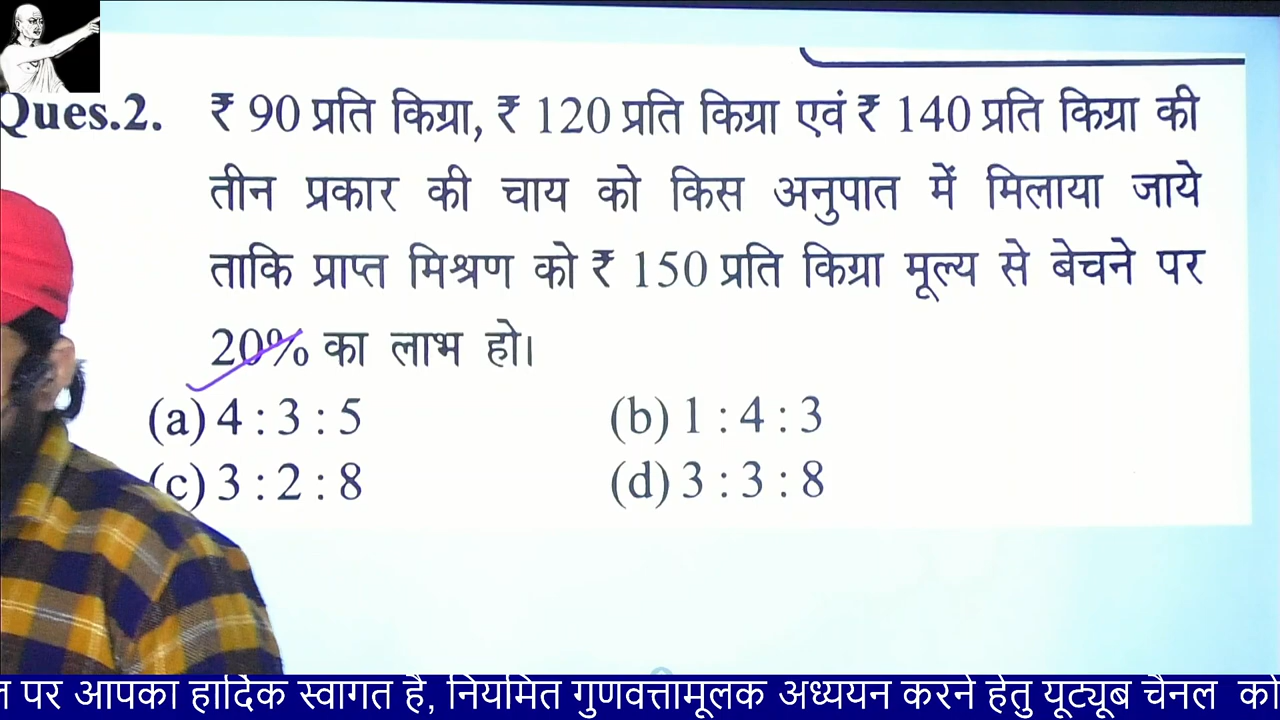 Ques.2. ₹ 90 प्रति किग्रा, ₹ 120 प्रति किग्रा एवं ₹ 140 प्रति किग्रा की
तीन प्रकार की चाय को किस अनुपात में मिलाया जाये
ताकि प्राप्त मिश्रण को ₹ 150 प्रति किग्रा मूल्य से बेचने पर
20% का लाभ हो।
(a) 4 : 3 : 5 (b) 1 : 4 : 3
(c) 3 : 2 : 8 (d) 3 : 3 : 8
पर आपका हार्दिक स्वागत है, नियमित गुणवत्तामूलक अध्ययन करने हेतु यूट्यूब चैनल को